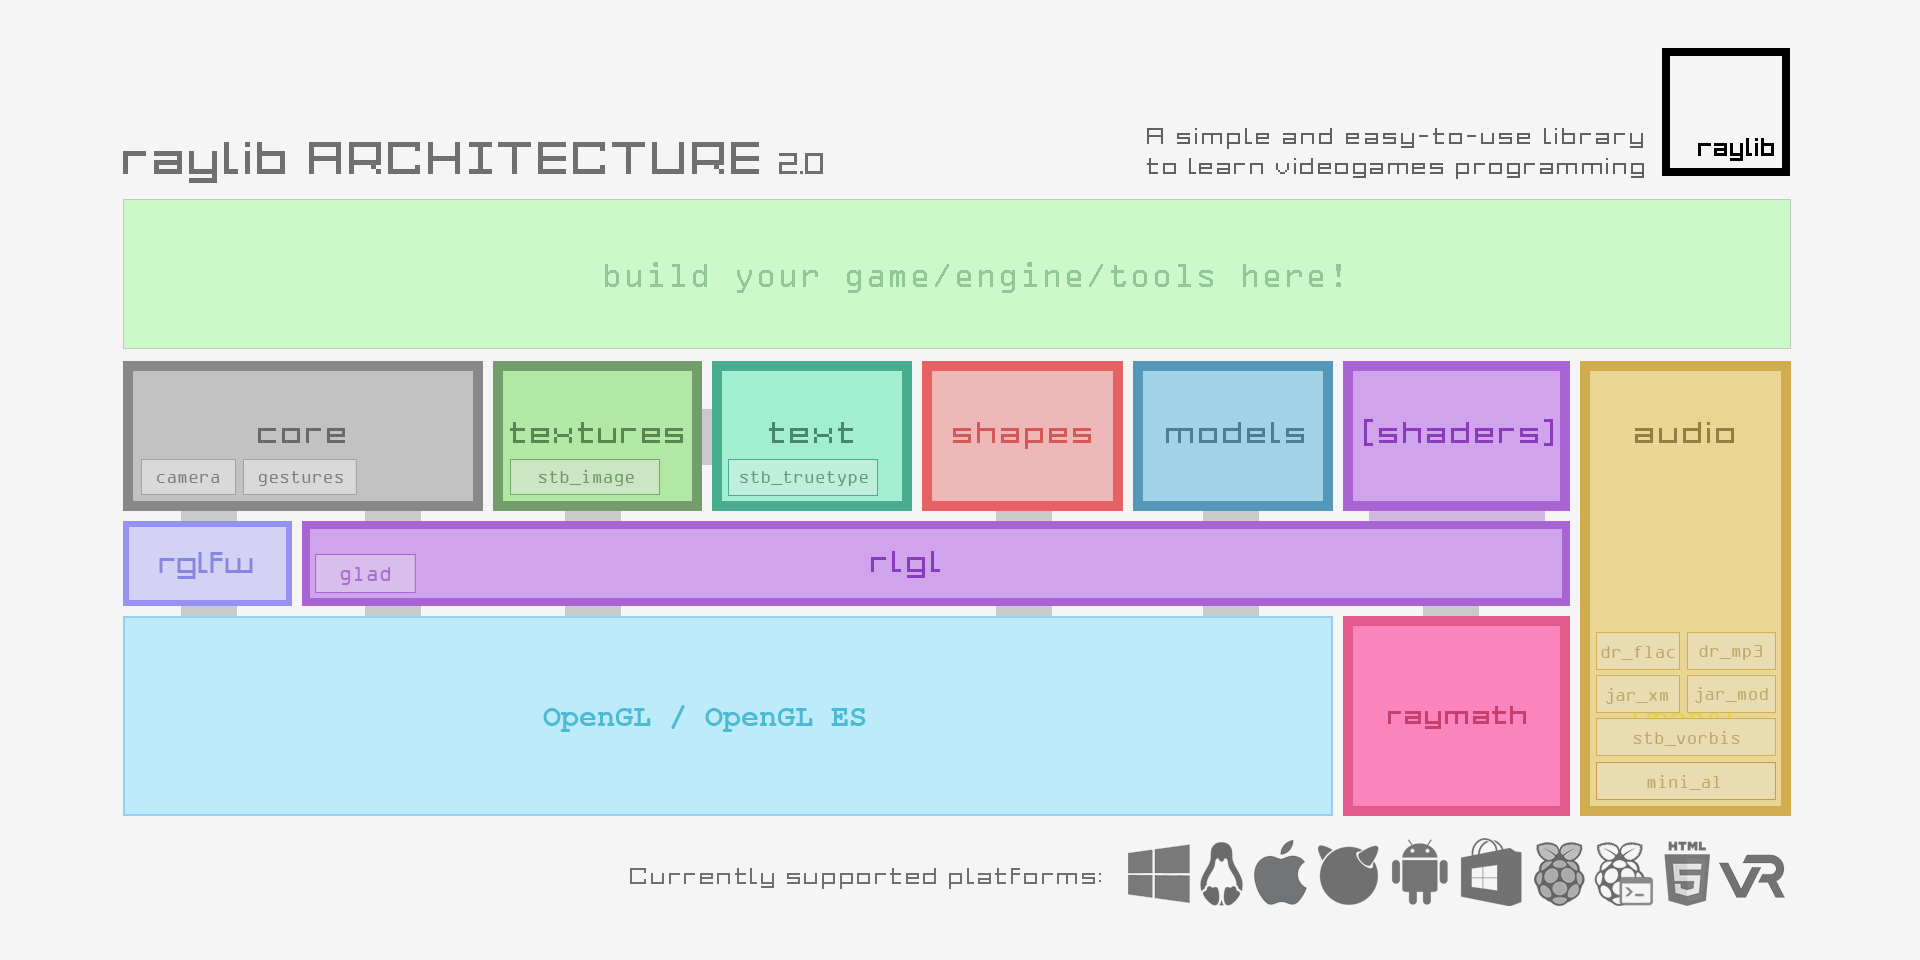 raylib ARCHITECTURE 2.0
A simple and easy-to-use library
to learn videogames programming
raylib
build your game/engine/tools here!
core
textures
text
shapes
models
[shaders]
audio
camera
gestures
stb_image
stb_truetype
rglfw
rlgl
glad
dr_flac
dr_mp3
jar_xm
jar_mod
OpenGL / OpenGL ES
raymath
stb_vorbis
mini_al
Currently supported platforms:
HTML
5
VR